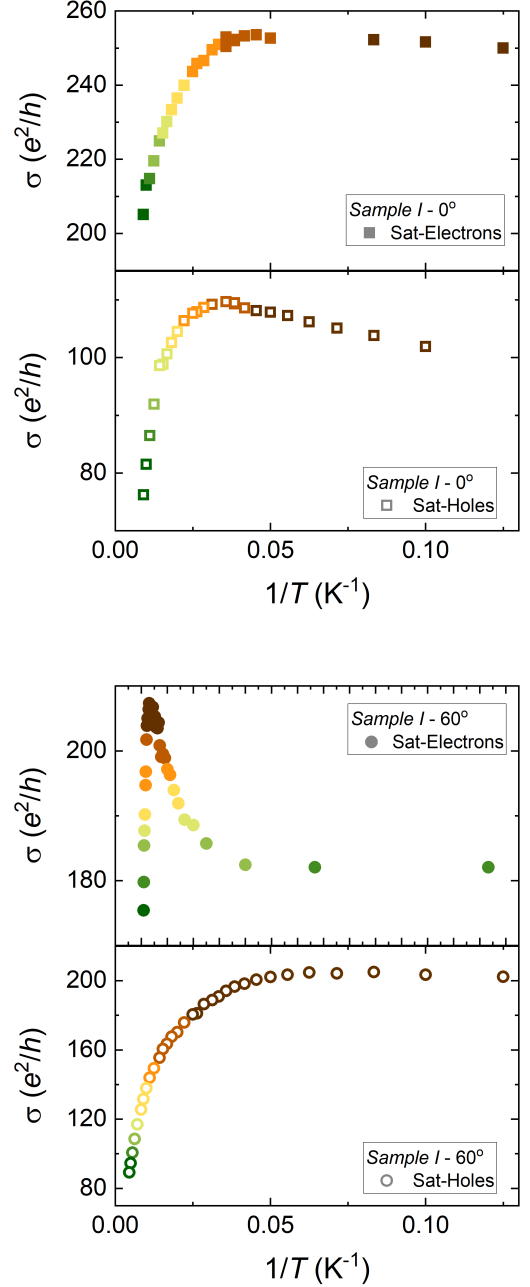 260
240
220
200
σ (e²/h)
Sample I - 0°
Sat-Electrons
100
80
σ (e²/h)
Sample I - 0°
Sat-Holes
0.00 0.05 0.10
1/T (K⁻¹)
200
180
σ (e²/h)
Sample I - 60°
Sat-Electrons
200
160
120
80
σ (e²/h)
Sample I - 60°
Sat-Holes
0.00 0.05 0.10
1/T (K⁻¹)